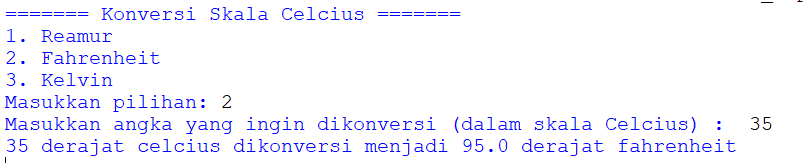 ======= Konversi Skala Celcius =======
1. Reamur
2. Fahrenheit
3. Kelvin
Masukkan pilihan: 2
Masukkan angka yang ingin dikonversi (dalam skala Celcius) :  35
35 derajat celcius dikonversi menjadi 95.0 derajat fahrenheit